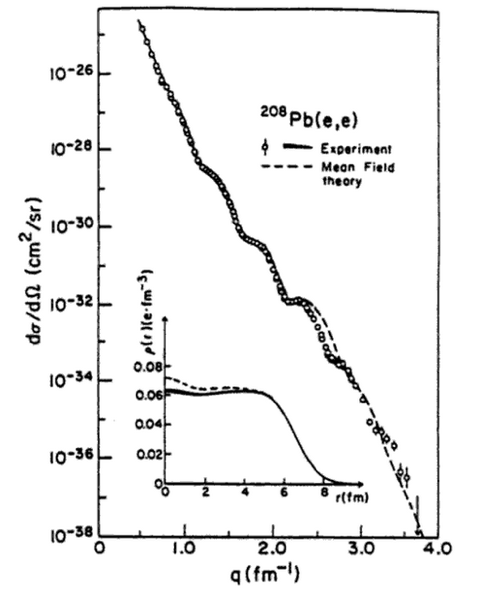 10⁻²⁶
10⁻²⁸
10⁻³⁰
10⁻³²
10⁻³⁴
10⁻³⁶
10⁻³⁸
dσ/dΩ (cm²/sr)
²⁰⁸Pb(e,e)
Experiment
Mean Field
theory
ρ(r)(e·fm⁻³)
0.08
0.06
0.04
0.02
0
0 2 4 6 8 r(fm)
0 1.0 2.0 3.0 4.0
q(fm⁻¹)